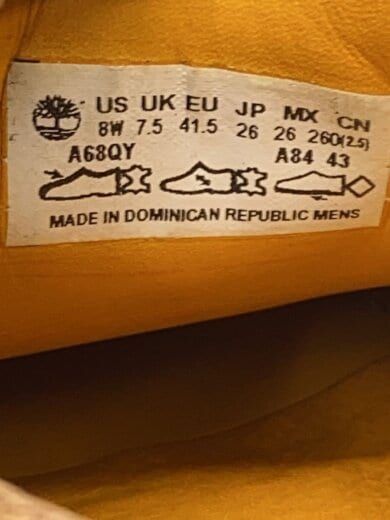 US UK EU JP MX CN
8W 7.5 41.5 26 26 260(2.5)
A68QY A84 43
MADE IN DOMINICAN REPUBLIC MENS